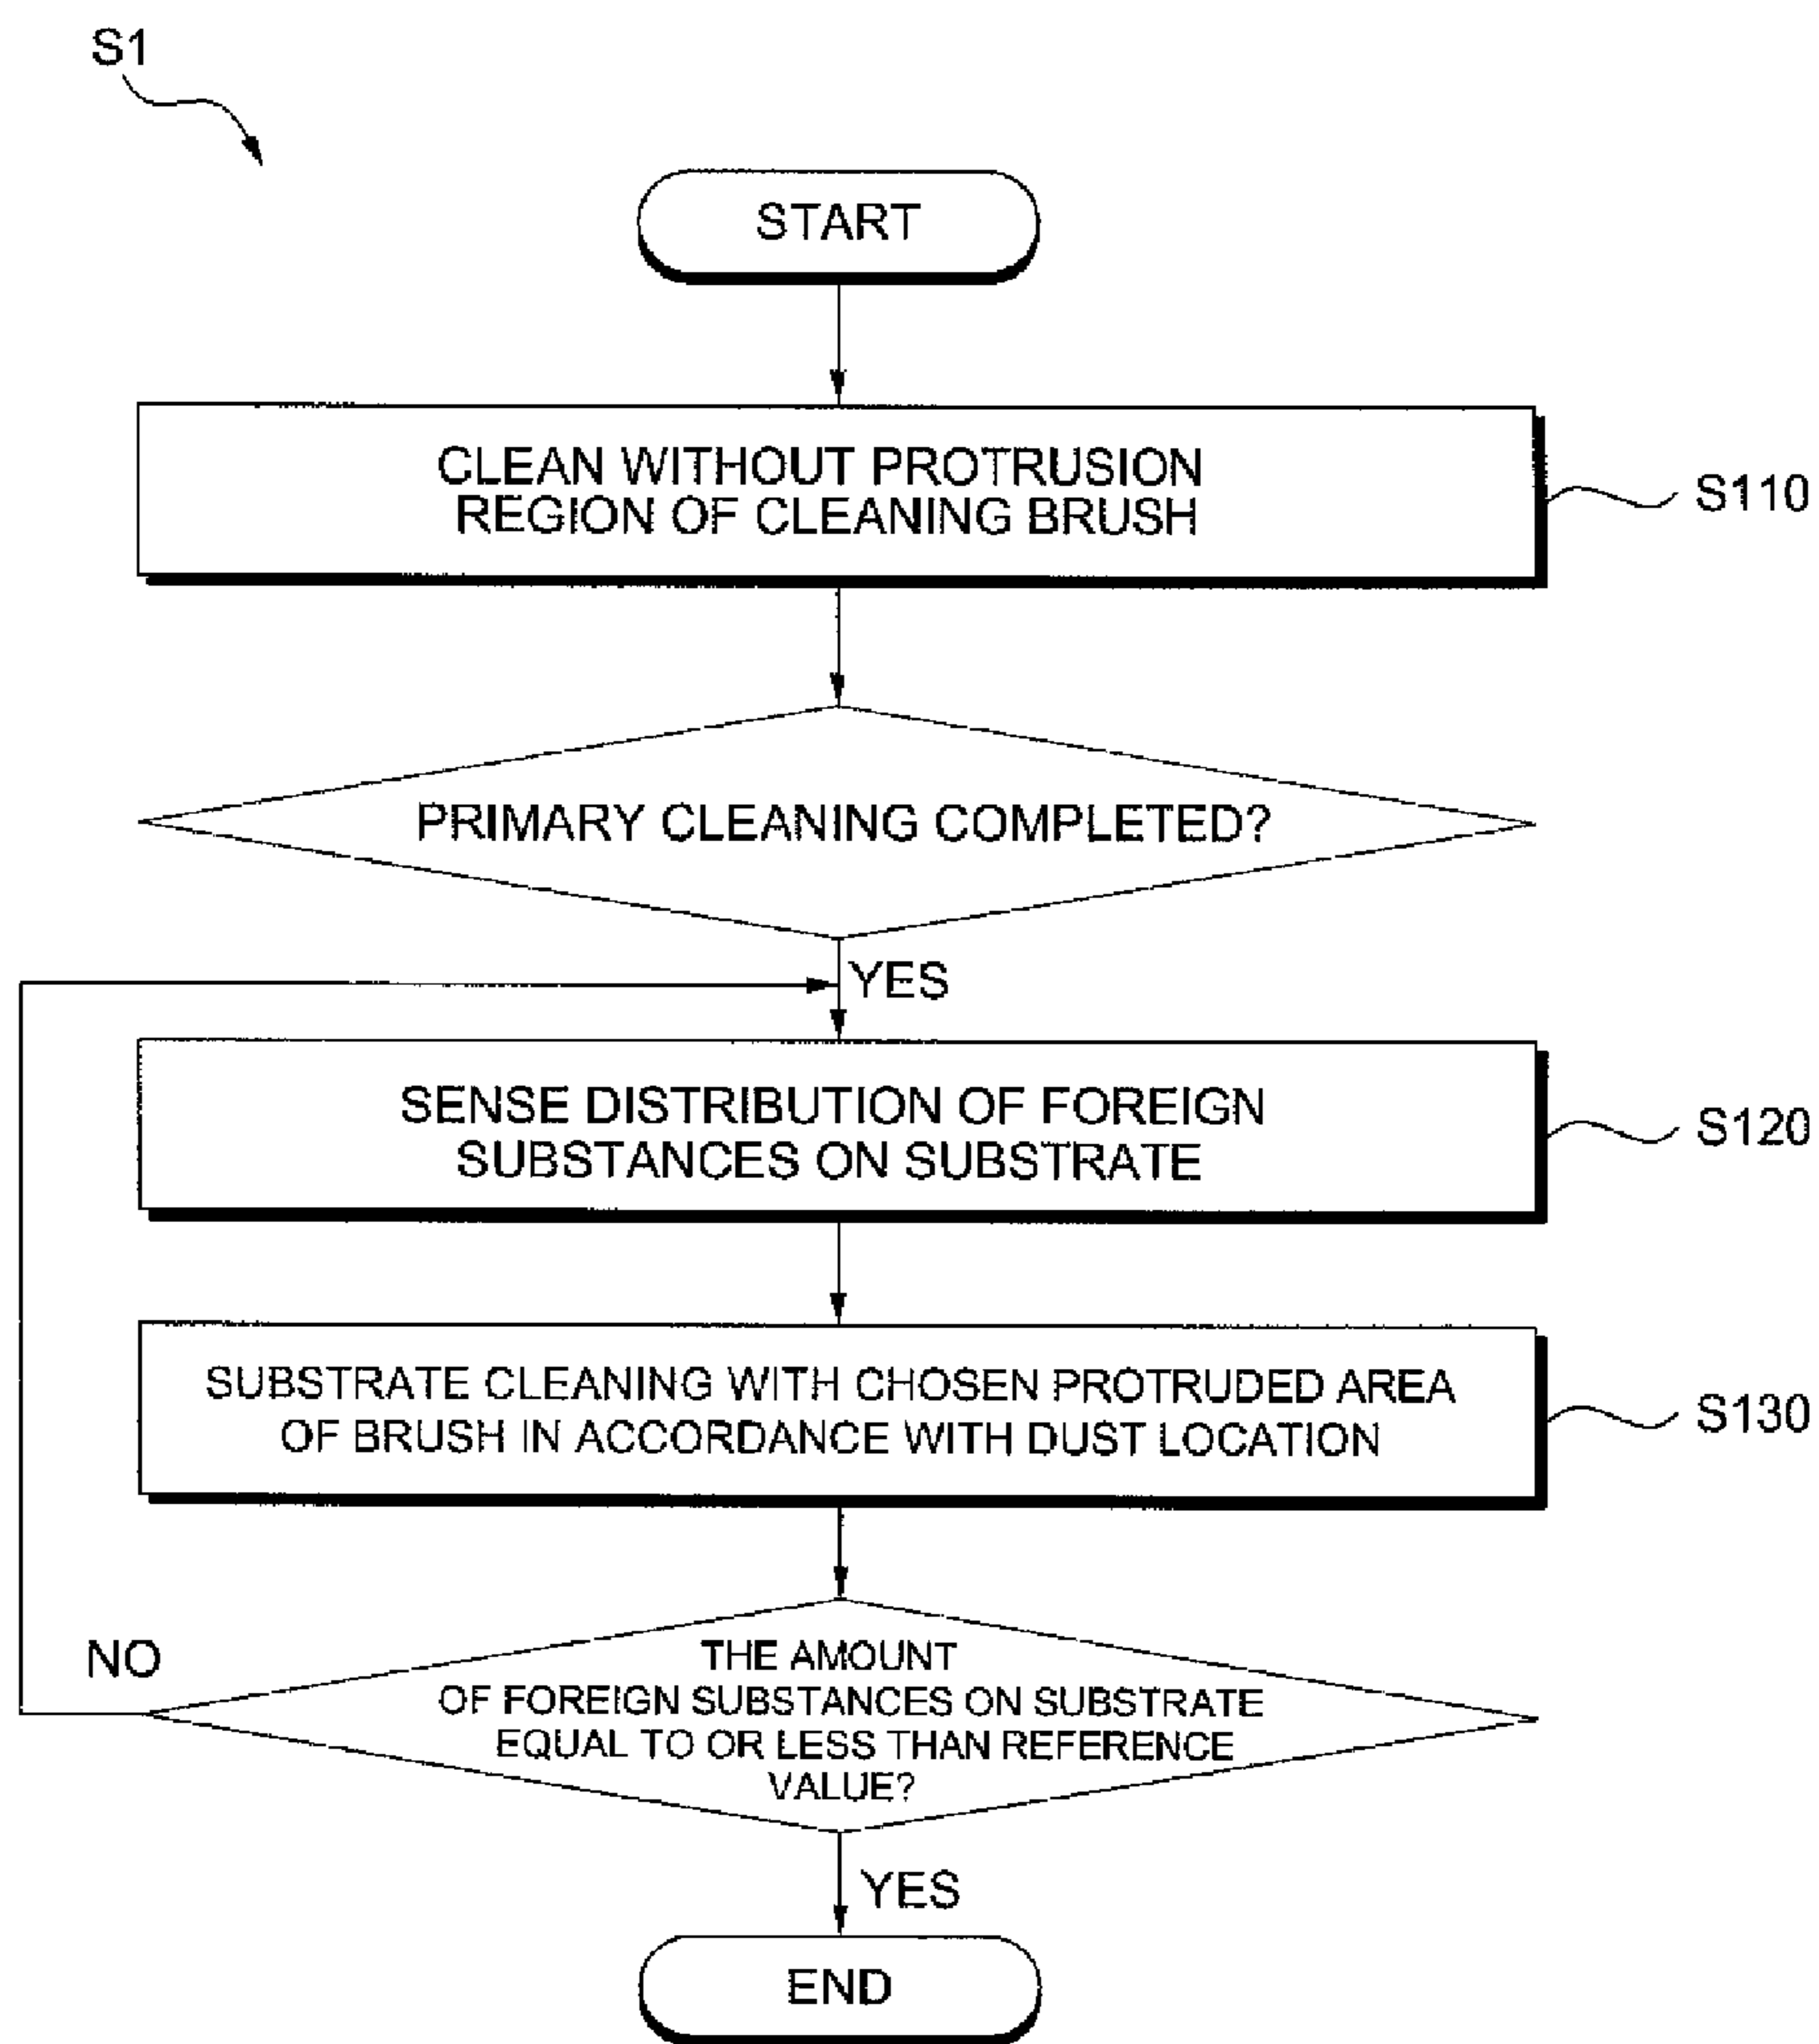 S1
START
CLEAN WITHOUT PROTRUSION
REGION OF CLEANING BRUSH
S110
PRIMARY CLEANING COMPLETED?
YES
SENSE DISTRIBUTION OF FOREIGN
SUBSTANCES ON SUBSTRATE
S120
SUBSTRATE CLEANING WITH CHOSEN PROTRUDED AREA
OF BRUSH IN ACCORDANCE WITH DUST LOCATION
S130
NO
THE AMOUNT
OF FOREIGN SUBSTANCES ON SUBSTRATE
EQUAL TO OR LESS THAN REFERENCE
VALUE?
YES
END